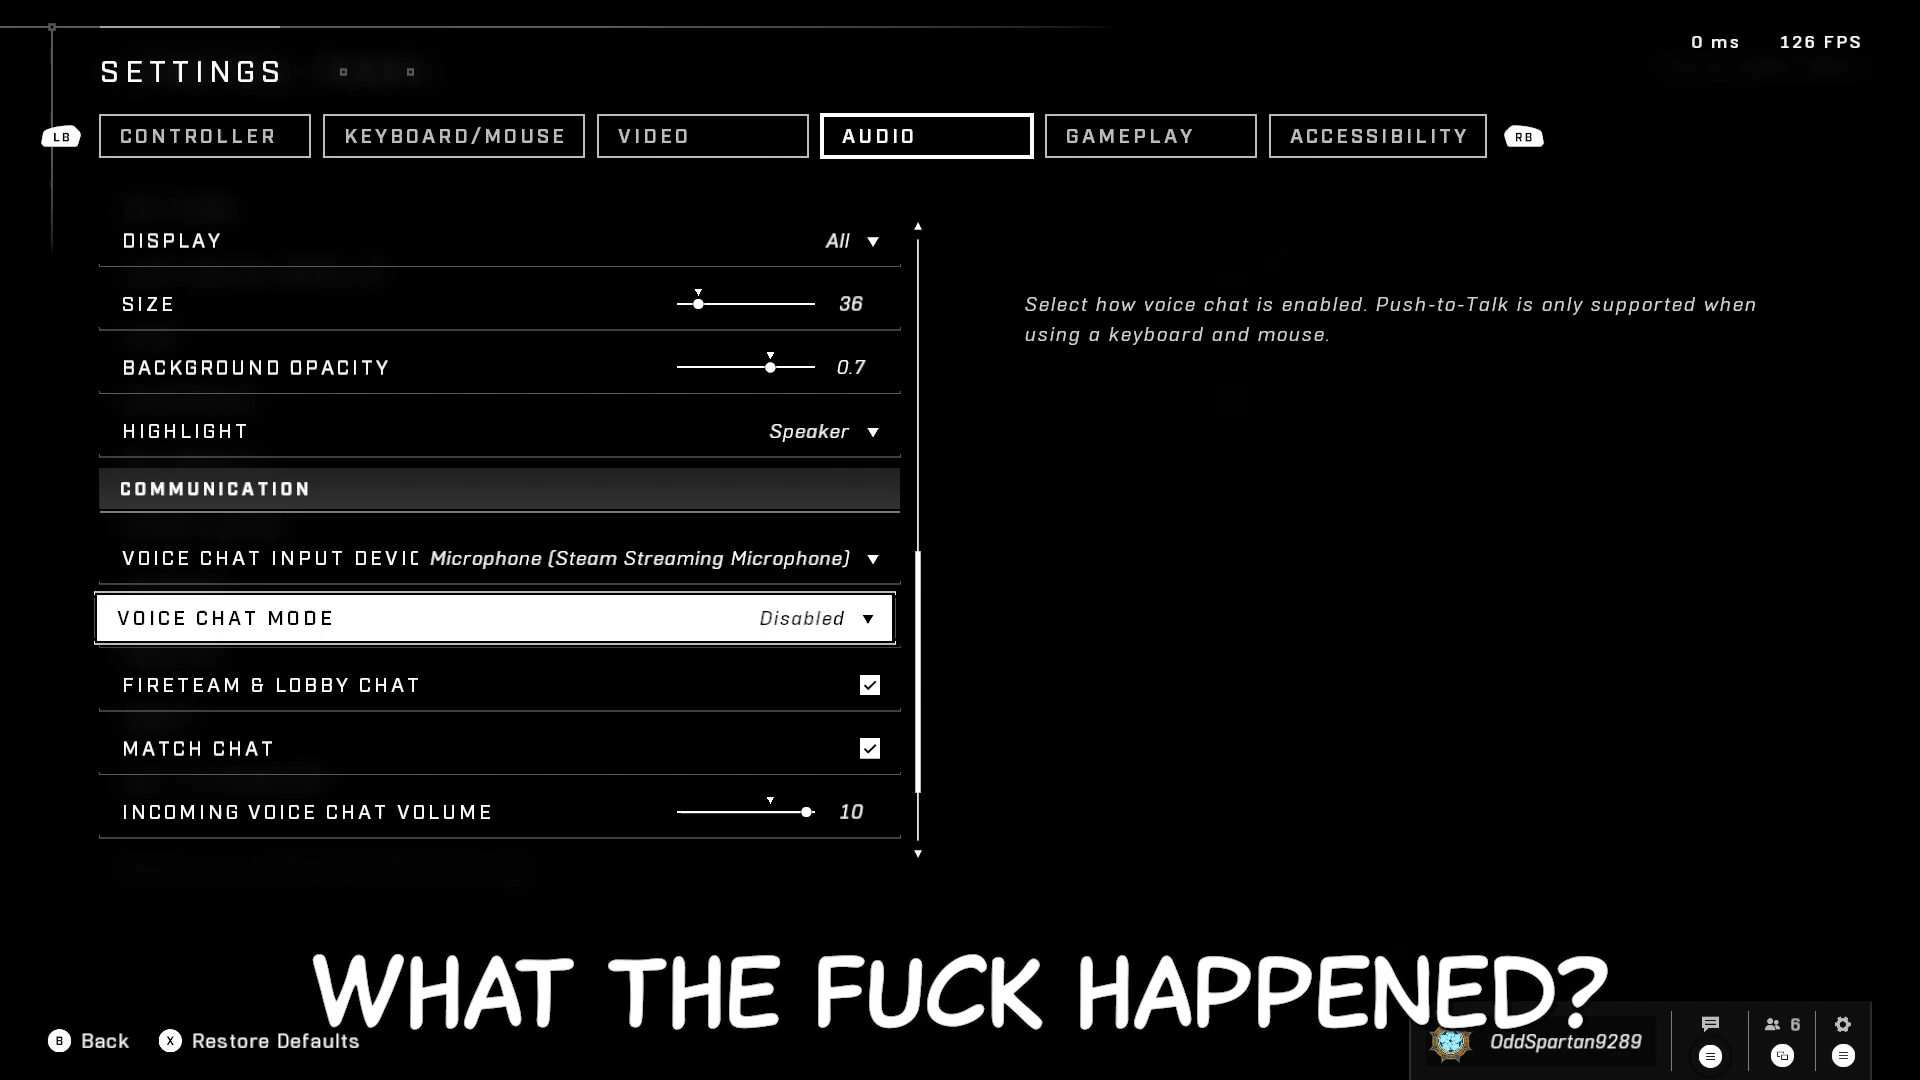 0 ms 126 FPS
SETTINGS
LB CONTROLLER KEYBOARD/MOUSE VIDEO AUDIO GAMEPLAY ACCESSIBILITY RB
DISPLAY All
SIZE 36
BACKGROUND OPACITY 0.7
HIGHLIGHT Speaker
COMMUNICATION
VOICE CHAT INPUT DEVIC Microphone (Steam Streaming Microphone)
VOICE CHAT MODE Disabled
FIRETEAM & LOBBY CHAT
MATCH CHAT
INCOMING VOICE CHAT VOLUME 10
Select how voice chat is enabled. Push-to-Talk is only supported when
using a keyboard and mouse.
WHAT THE FUCK HAPPENED?
B Back X Restore Defaults
OddSpartan9289 6